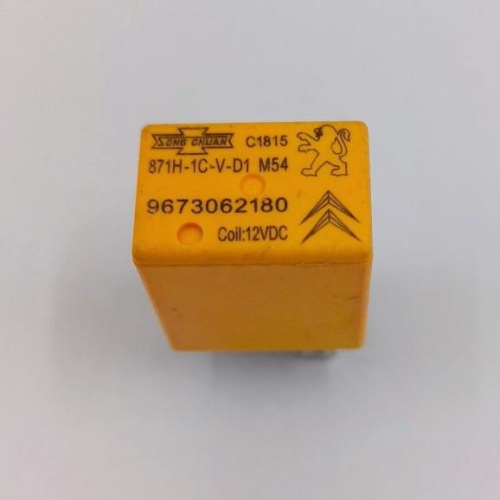 SONG CHUAN C1815
871H-1C-V-D1 M54
9673062180
Coil:12VDC